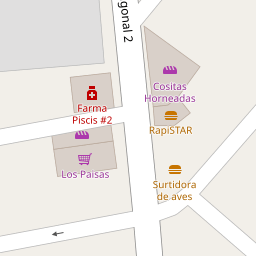 gonal 2
Cositas
Horneadas
Farma
Piscis #2
RapiSTAR
Los Paisas
Surtidora
de aves